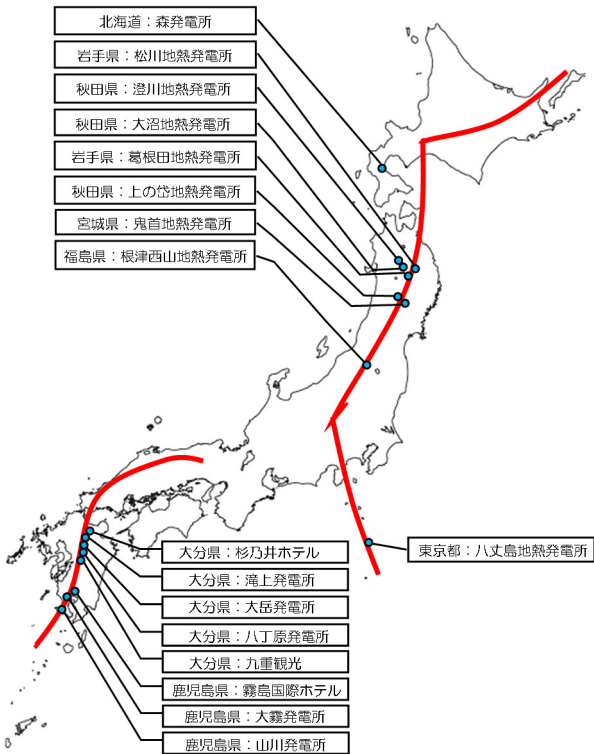 北海道：森発電所
岩手県：松川地熱発電所
秋田県：澄川地熱発電所
秋田県：大沼地熱発電所
岩手県：葛根田地熱発電所
秋田県：上の岱地熱発電所
宮城県：鬼首地熱発電所
福島県：根津西山地熱発電所
東京都：八丈島地熱発電所
大分県：杉乃井ホテル
大分県：滝上発電所
大分県：大岳発電所
大分県：八丁原発電所
大分県：九重観光
鹿児島県：霧島国際ホテル
鹿児島県：大霧発電所
鹿児島県：山川発電所